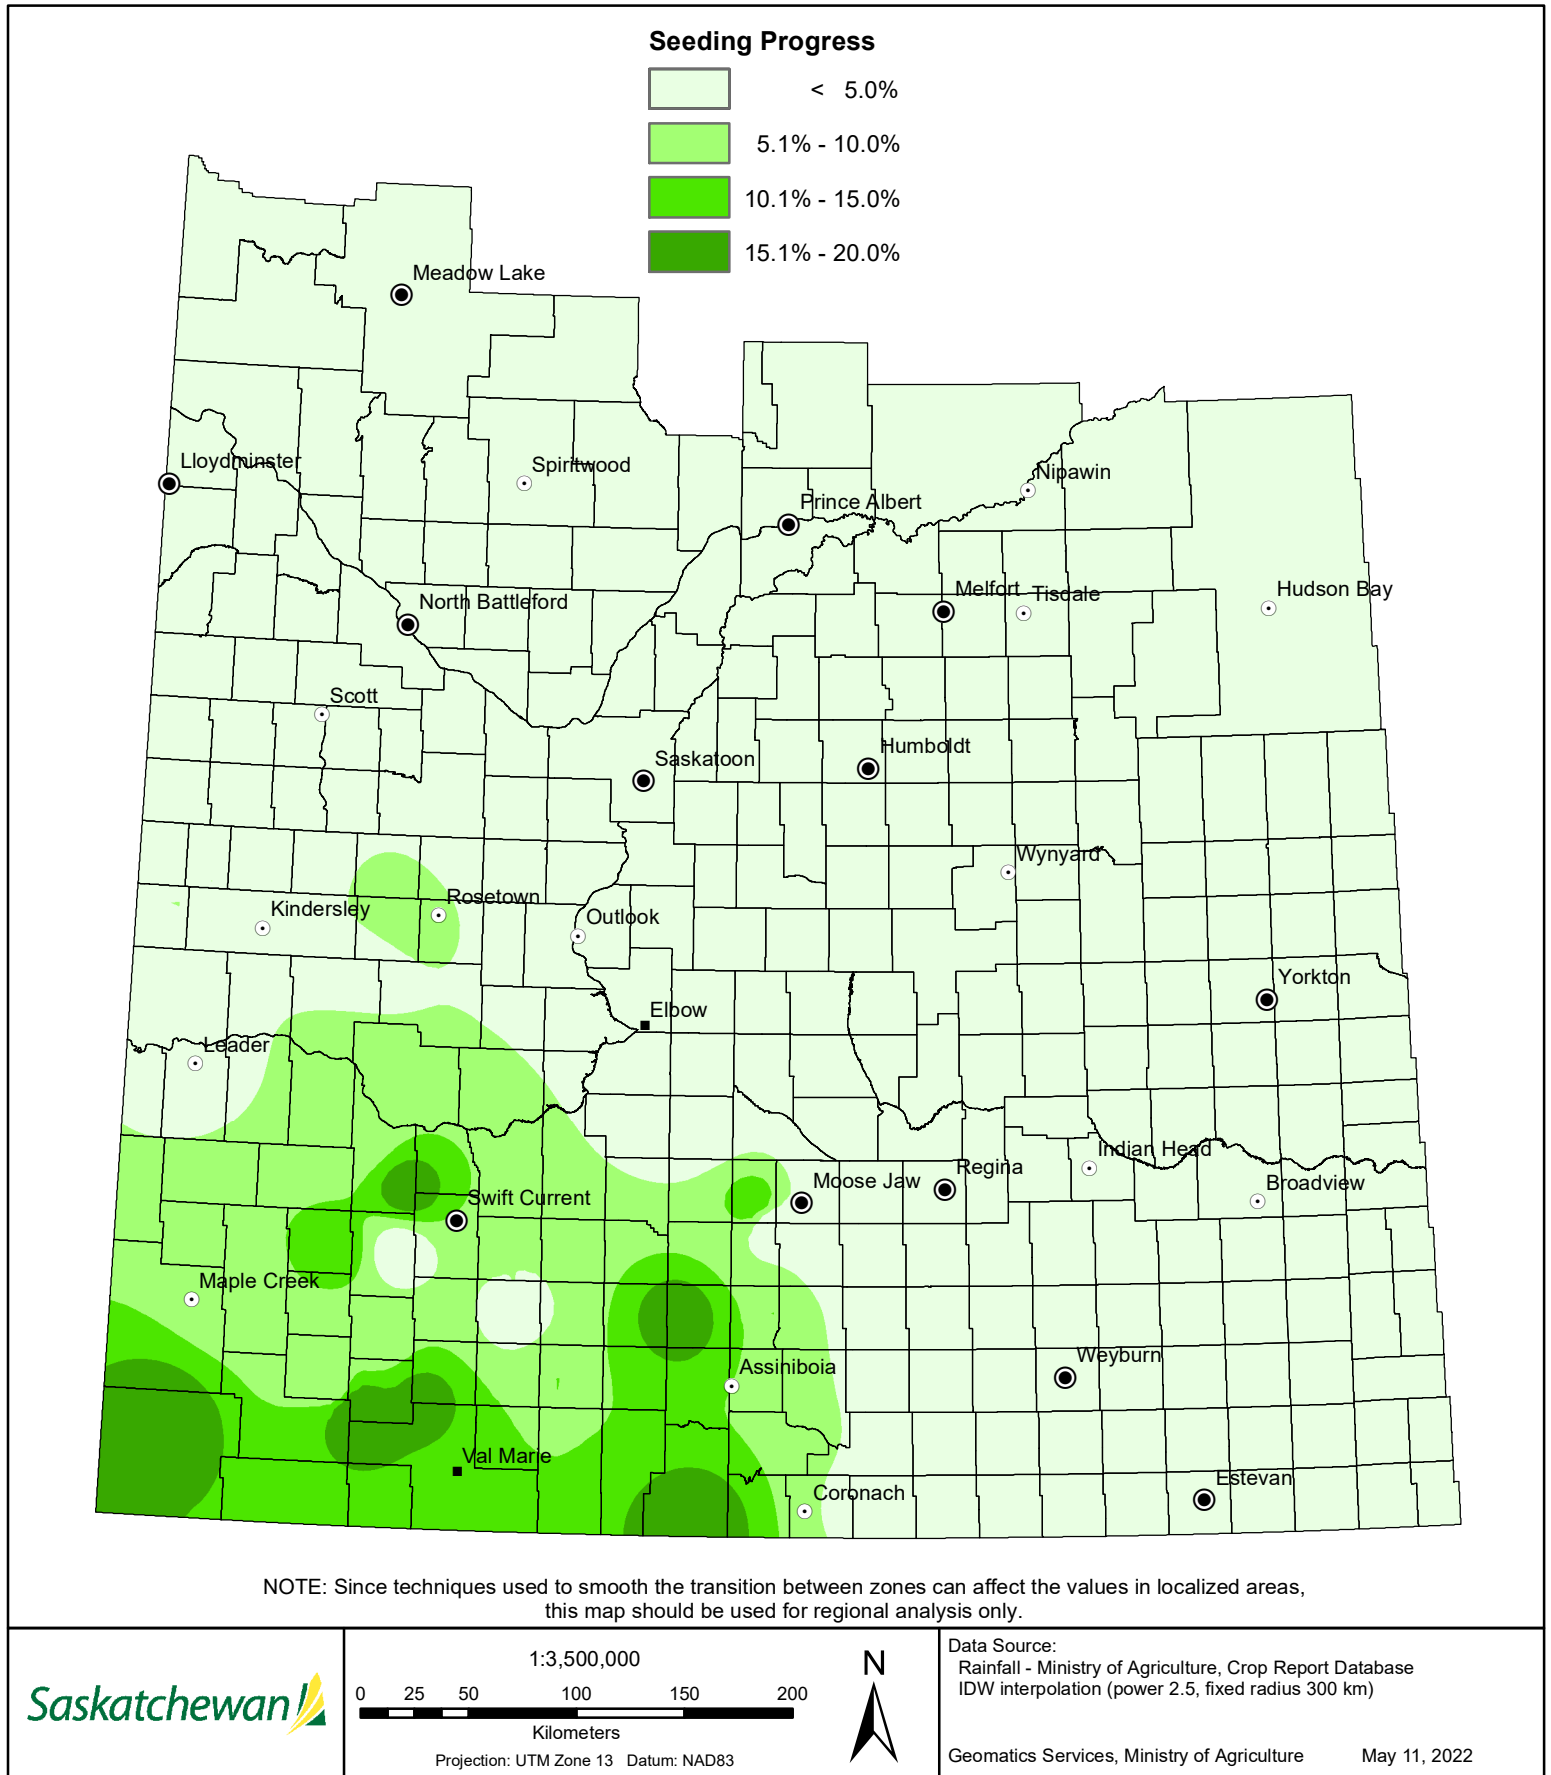 Seeding Progress
< 5.0%
5.1% - 10.0%
10.1% - 15.0%
15.1% - 20.0%
Meadow Lake
Lloydminster
Spiritwood
Nipawin
Prince Albert
Melfort
Tisdale
Hudson Bay
North Battleford
Scott
Saskatoon
Humboldt
Wynyard
Rosetown
Kindersley
Outlook
Yorkton
Elbow
Leader
Indian Head
Regina
Moose Jaw
Broadview
Swift Current
Maple Creek
Weyburn
Assiniboia
Val Marie
Estevan
Coronach
NOTE: Since techniques used to smooth the transition between zones can affect the values in localized areas,
this map should be used for regional analysis only.
Saskatchewan
1:3,500,000
0 25 50 100 150 200
Kilometers
Projection: UTM Zone 13 Datum: NAD83
N
Data Source:
Rainfall - Ministry of Agriculture, Crop Report Database
IDW interpolation (power 2.5, fixed radius 300 km)
Geomatics Services, Ministry of Agriculture May 11, 2022